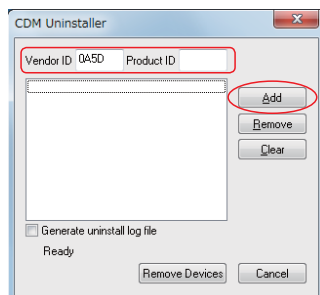 CDM Uninstaller
Vendor ID 0A5D Product ID
Add
Remove
Clear
Generate uninstall log file
Ready
Remove Devices Cancel